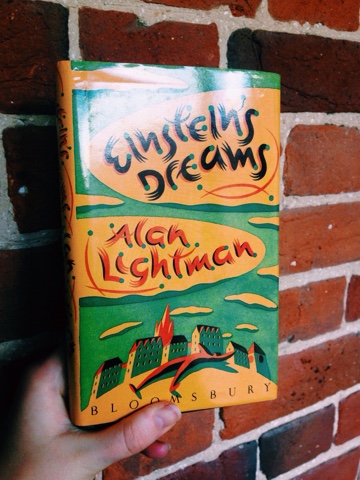 Einstein's
Dreams
Alan
Lightman
BLOOMSBURY